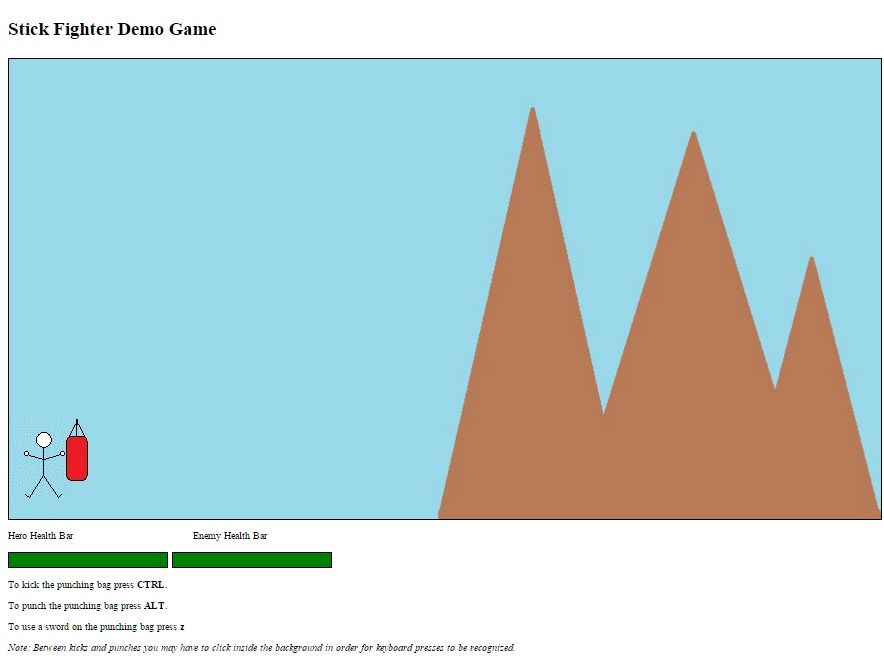 Stick Fighter Demo Game
Hero Health Bar Enemy Health Bar
To kick the punching bag press CTRL.
To punch the punching bag press ALT.
To use a sword on the punching bag press z
Note: Between kicks and punches you may have to click inside the background in order for keyboard presses to be recognized.